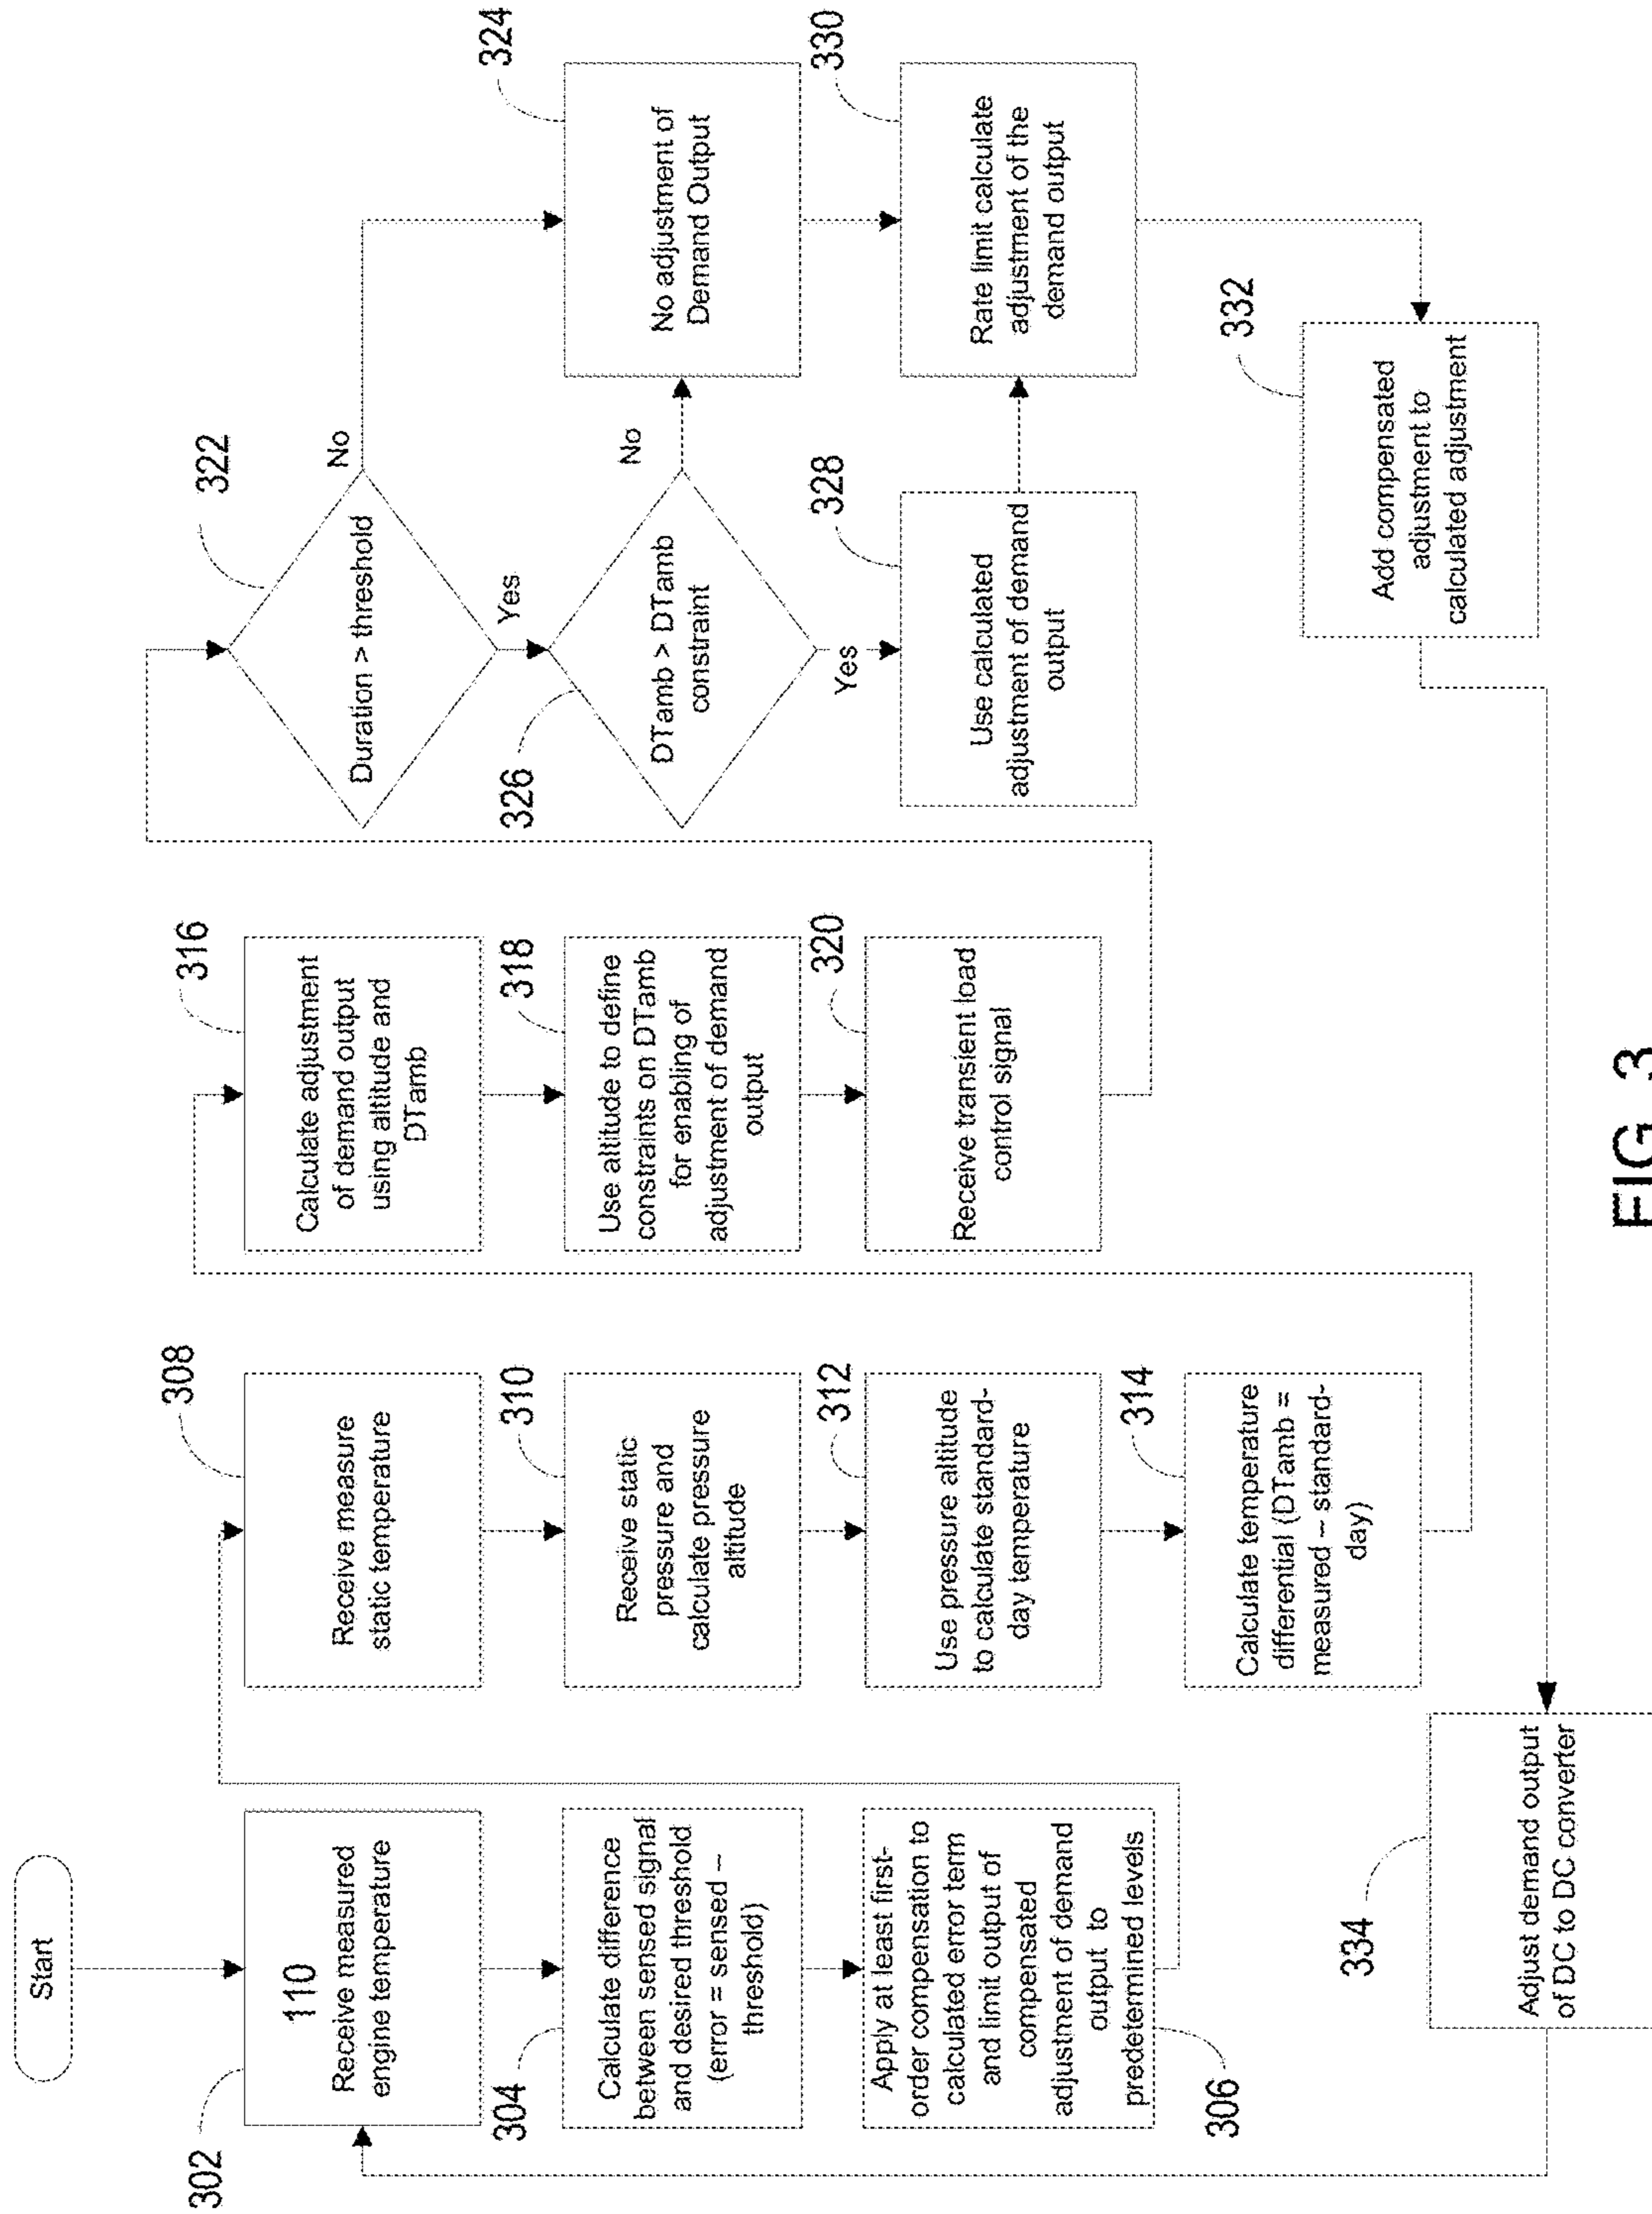 Start
302
110
Receive measured
engine temperature
304
Calculate difference
between sensed signal
and desired threshold
(error = sensed –
threshold)
Apply at least first-
order compensation to
calculated error term
and limit output of
compensated
adjustment of demand
output to
predetermined levels
306
308
Receive measure
static temperature
310
Receive static
pressure and
calculate pressure
altitude
312
Use pressure altitude
to calculate standard-
day temperature
314
Calculate temperature
differential (DTamb =
measured – standard-
day)
316
Calculate adjustment
of demand output
using altitude and
DTamb
318
Use altitude to define
constraints on DTamb
for enabling of
adjustment of demand
output
320
Receive transient load
control signal
322
Duration > threshold
No
Yes
326
DTamb > DTamb
constraint
No
Yes
324
No adjustment of
Demand Output
328
Use calculated
adjustment of demand
output
330
Rate limit calculate
adjustment of the
demand output
332
Add compensated
adjustment to
calculated adjustment
334
Adjust demand output
of DC to DC converter
FIG. 3